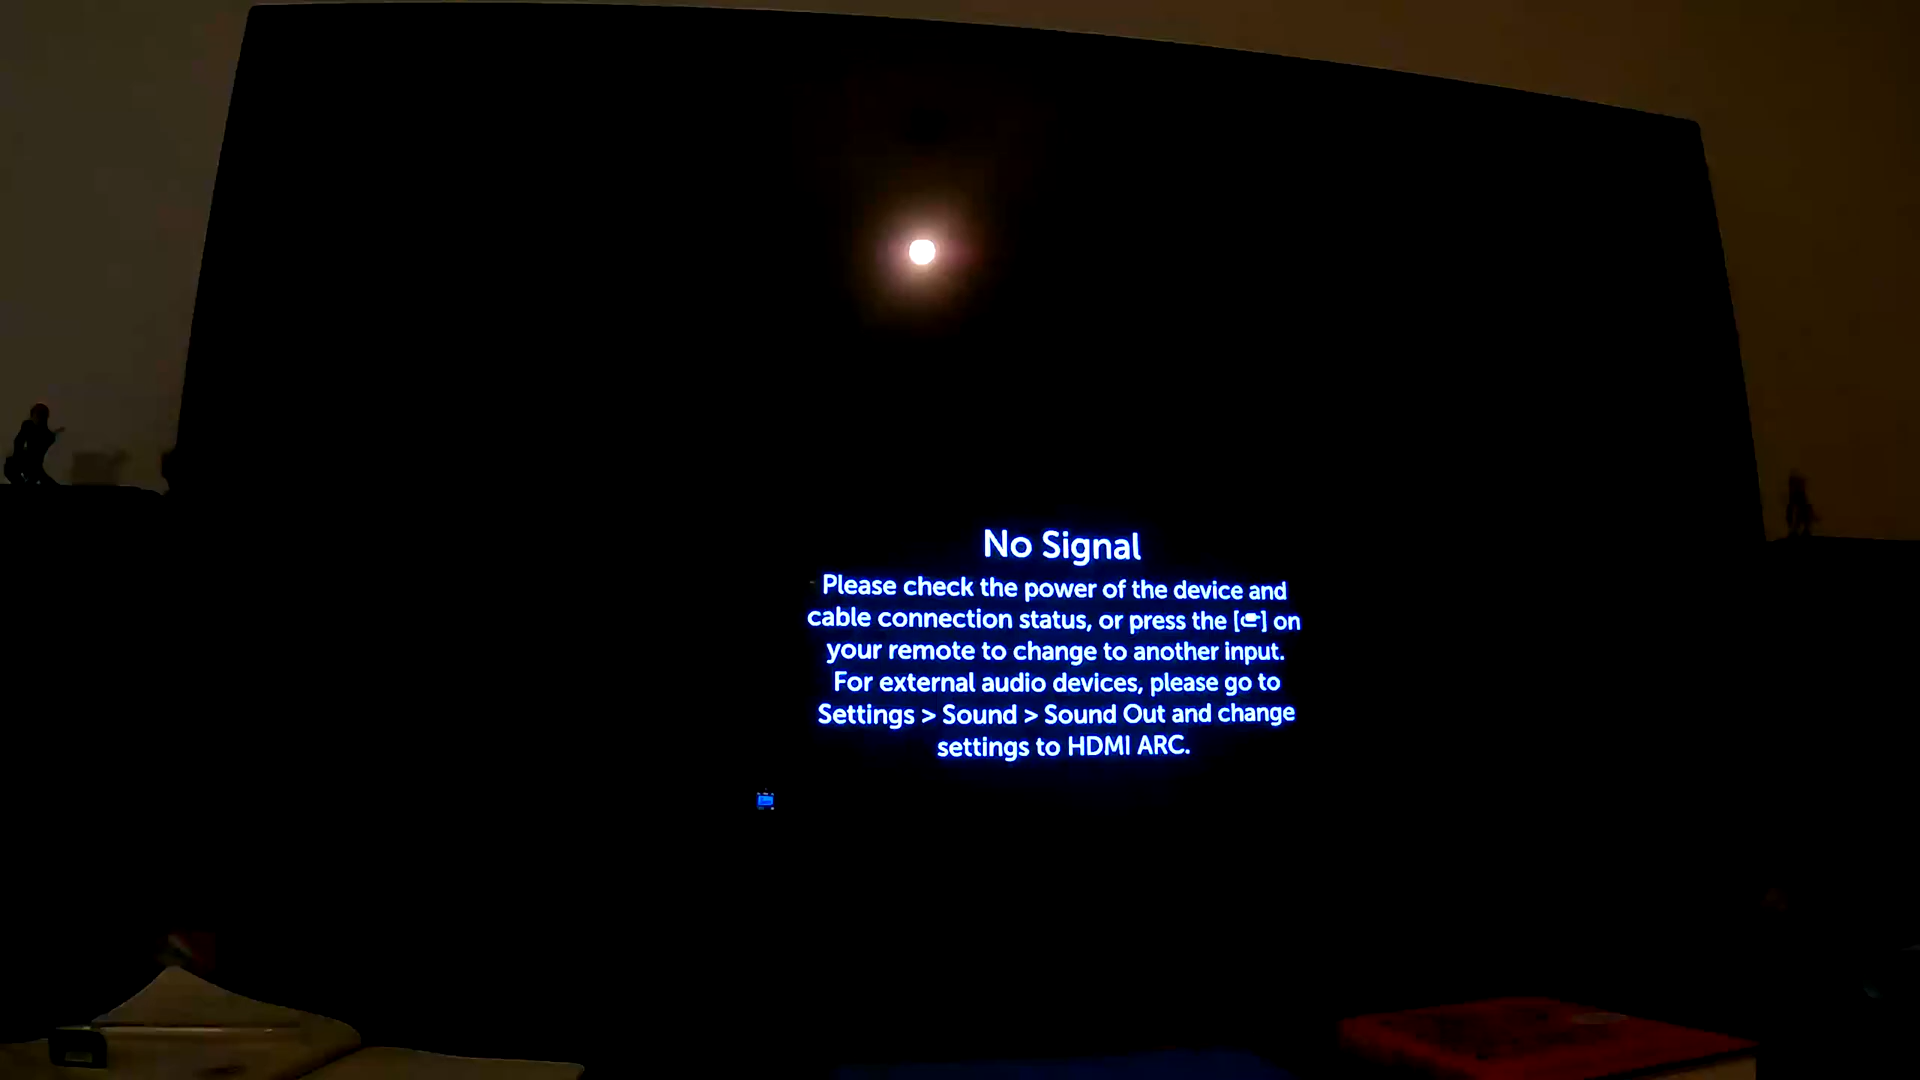 No Signal
Please check the power of the device and
cable connection status, or press the [⮐] on
your remote to change to another input.
For external audio devices, please go to
Settings > Sound > Sound Out and change
settings to HDMI ARC.